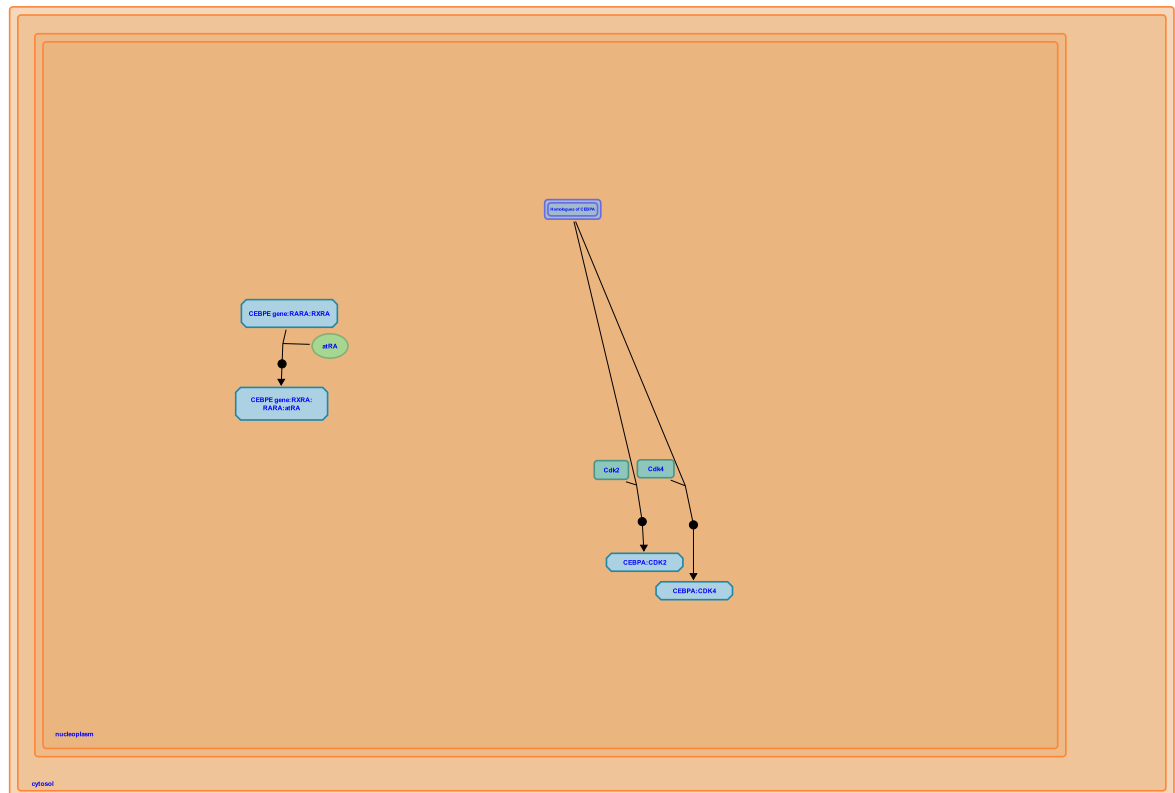 Homologues of CEBPA
CEBPE gene:RARA:RXRA
atRA
CEBPE gene:RXRA:
RARA:atRA
Cdk2
Cdk4
CEBPA:CDK2
CEBPA:CDK4
nucleoplasm
cytosol